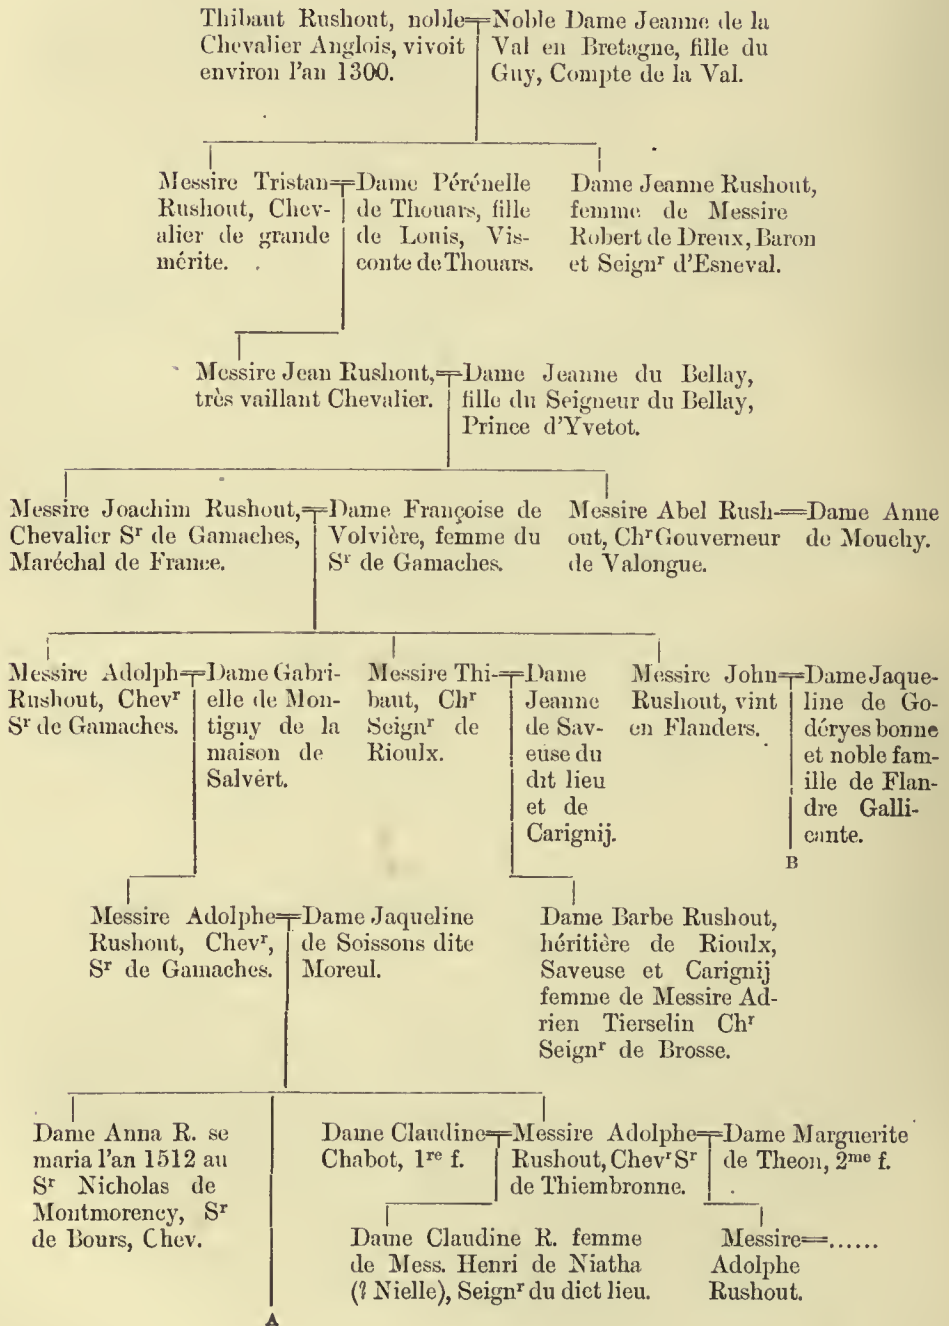 Thibaut Rushout, noble=Noble Dame Jeanne de la
Chevalier Anglois, vivoit Val en Bretagne, fille du
environ l'an 1300. Guy, Compte de la Val.
Messire Tristan=Dame Pérénelle
Rushout, Chev- de Thouars, fille
alier de grande de Louis, Vis-
mérite. conte de Thouars.
Dame Jeanne Rushout,
femme de Messire
Robert de Dreux, Baron
et Seignr d'Esneval.
Messire Jean Rushout,=Dame Jeanne du Bellay,
très vaillant Chevalier. fille du Seigneur du Bellay,
Prince d'Yvetot.
Messire Joachim Rushout,=Dame Françoise de
Chevalier Sr de Gamaches, Volvière, femme du
Maréchal de France. Sr de Gamaches.
Messire Abel Rush-=Dame Anne
out, Chr Gouverneur de Mouchy.
de Valongue.
Messire Adolph=Dame Gabri-
Rushout, Chevr elle de Mon-
Sr de Gamaches. tigny de la
maison de
Salvért.
Messire Thi-=Dame
baut, Chr Jeanne
Seignr de de Sav-
Rioulx. euse du
dit lieu
et de
Carignij.
Messire John=Dame Jaque-
Rushout, vint line de Go-
en Flanders. déryes bonne
et noble fam-
ille de Flan-
dre Galli-
cante.
B
Messire Adolphe=Dame Jaqueline
Rushout, Chevr, de Soissons dite
Sr de Gamaches. Moreul.
Dame Barbe Rushout,
héritière de Rioulx,
Saveuse et Carignij
femme de Messire Ad-
rien Tierselin Chr
Seignr de Brosse.
Dame Anna R. se
maria l'an 1512 au
Sr Nicholas de
Montmorency, Sr
de Bours, Chev.
A
Dame Claudine=Messire Adolphe=Dame Marguerite
Chabot, 1re f. Rushout, Chevr Sr de Theon, 2me f.
de Thiembronne.
Dame Claudine R. femme
de Mess. Henri de Niatha
(? Nielle), Seignr du dict lieu.
Messire=......
Adolphe
Rushout.